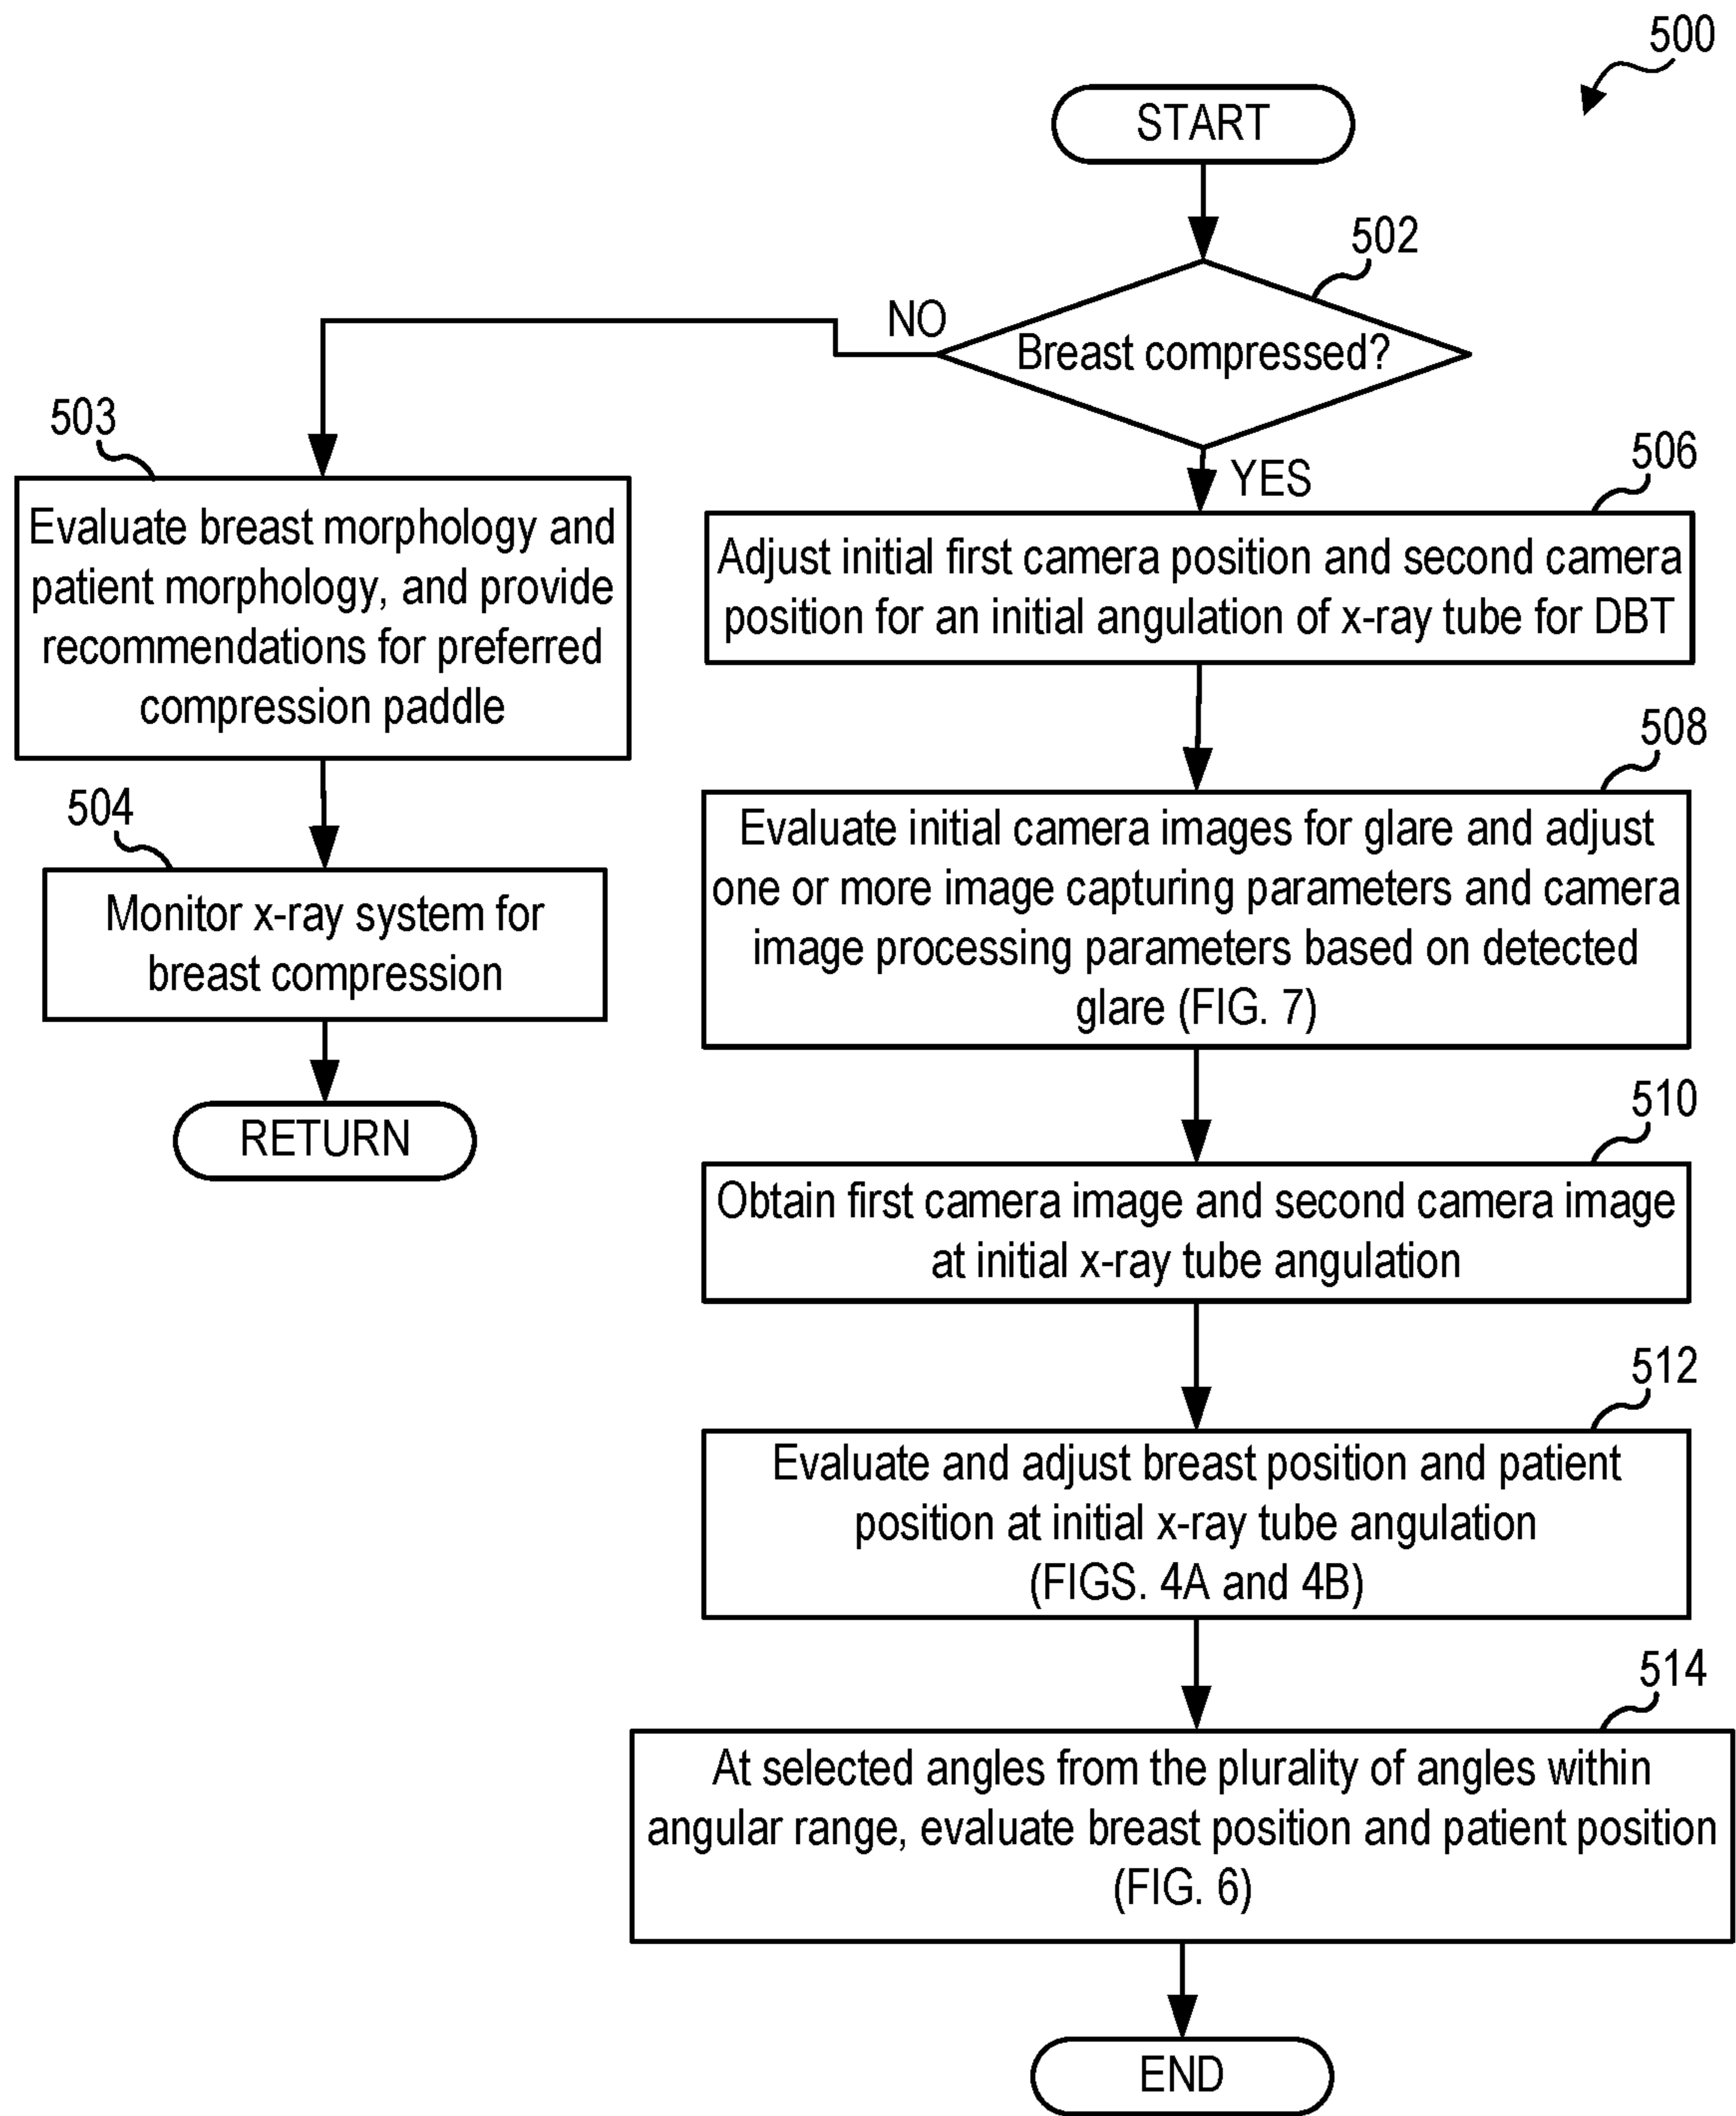 500
START
502
Breast compressed?
NO
YES
503
Evaluate breast morphology and
patient morphology, and provide
recommendations for preferred
compression paddle
504
Monitor x-ray system for
breast compression
RETURN
506
Adjust initial first camera position and second camera
position for an initial angulation of x-ray tube for DBT
508
Evaluate initial camera images for glare and adjust
one or more image capturing parameters and camera
image processing parameters based on detected
glare (FIG. 7)
510
Obtain first camera image and second camera image
at initial x-ray tube angulation
512
Evaluate and adjust breast position and patient
position at initial x-ray tube angulation
(FIGS. 4A and 4B)
514
At selected angles from the plurality of angles within
angular range, evaluate breast position and patient position
(FIG. 6)
END